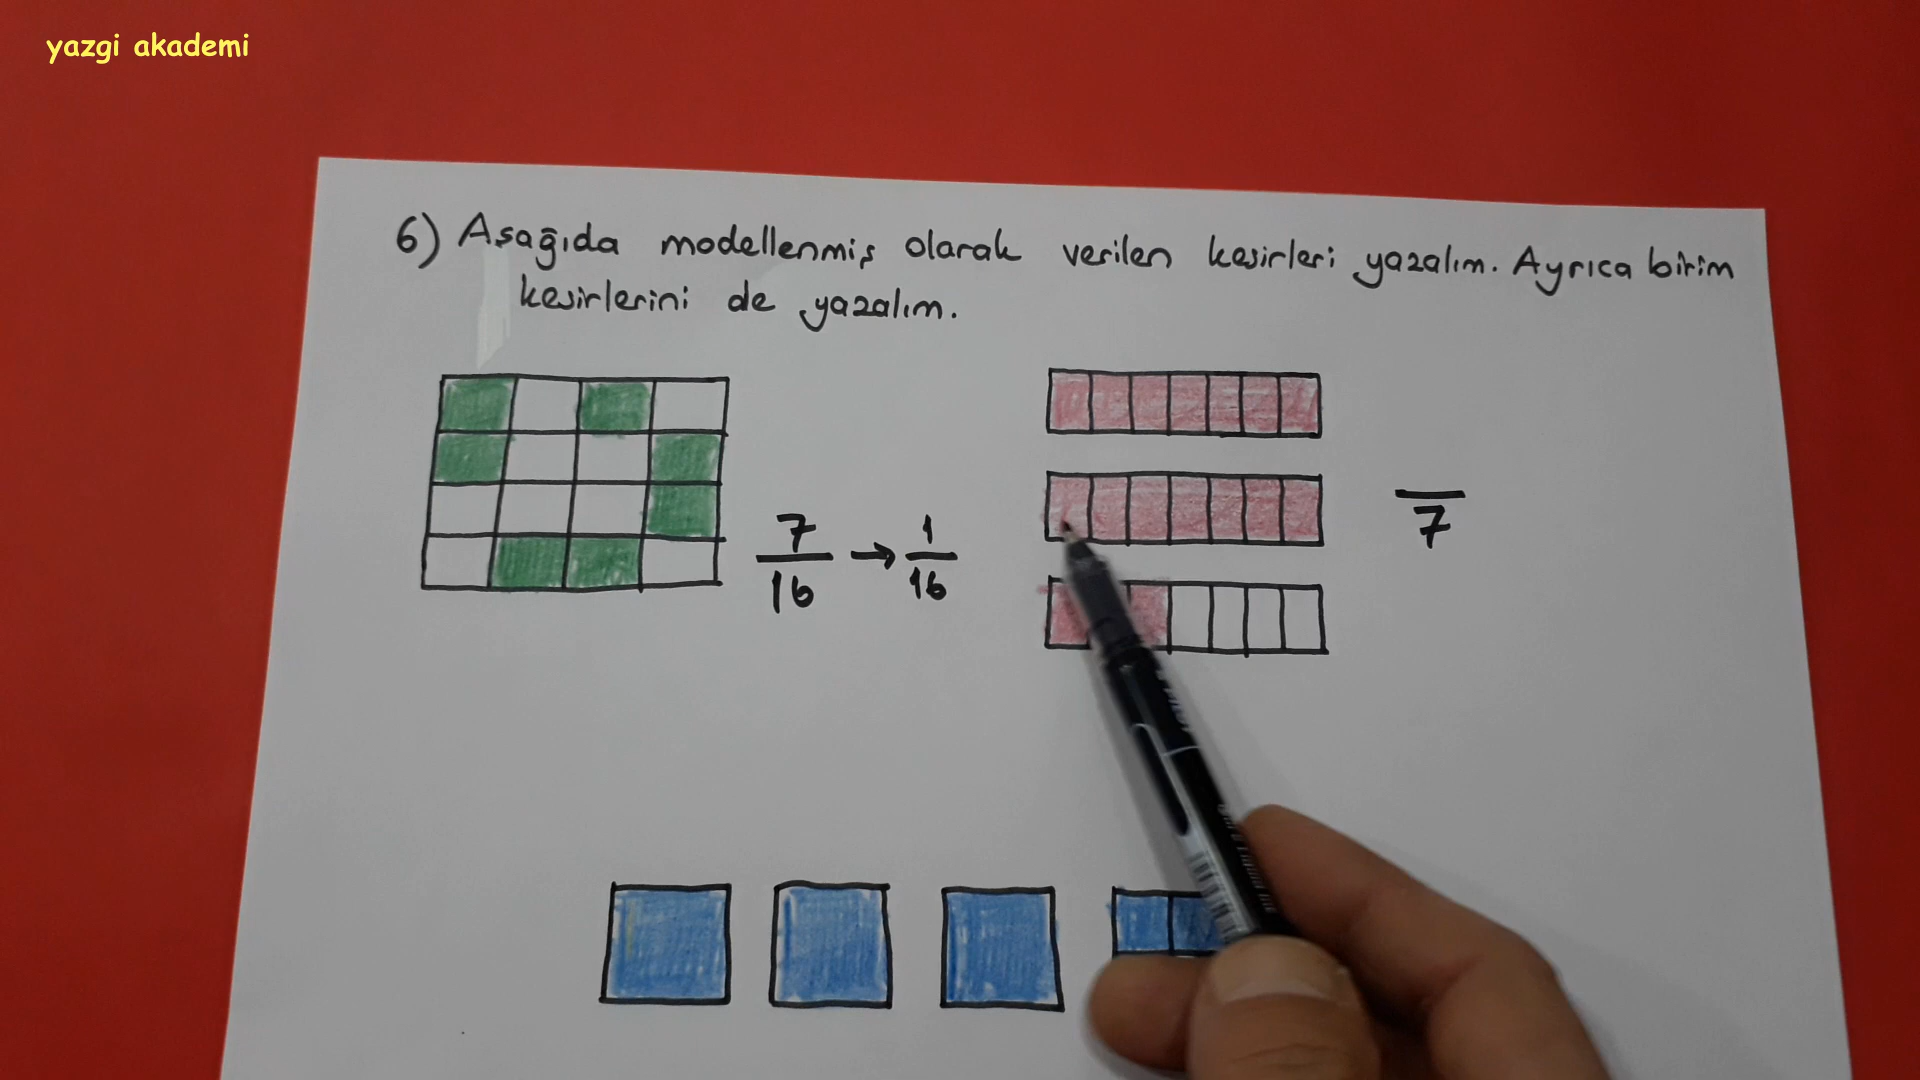 yazgi akademi
6) Aşağıda modellenmiş olarak verilen kesirleri yazalım. Ayrıca birim
kesirlerini de yazalım.
7/16 → 1/16
7